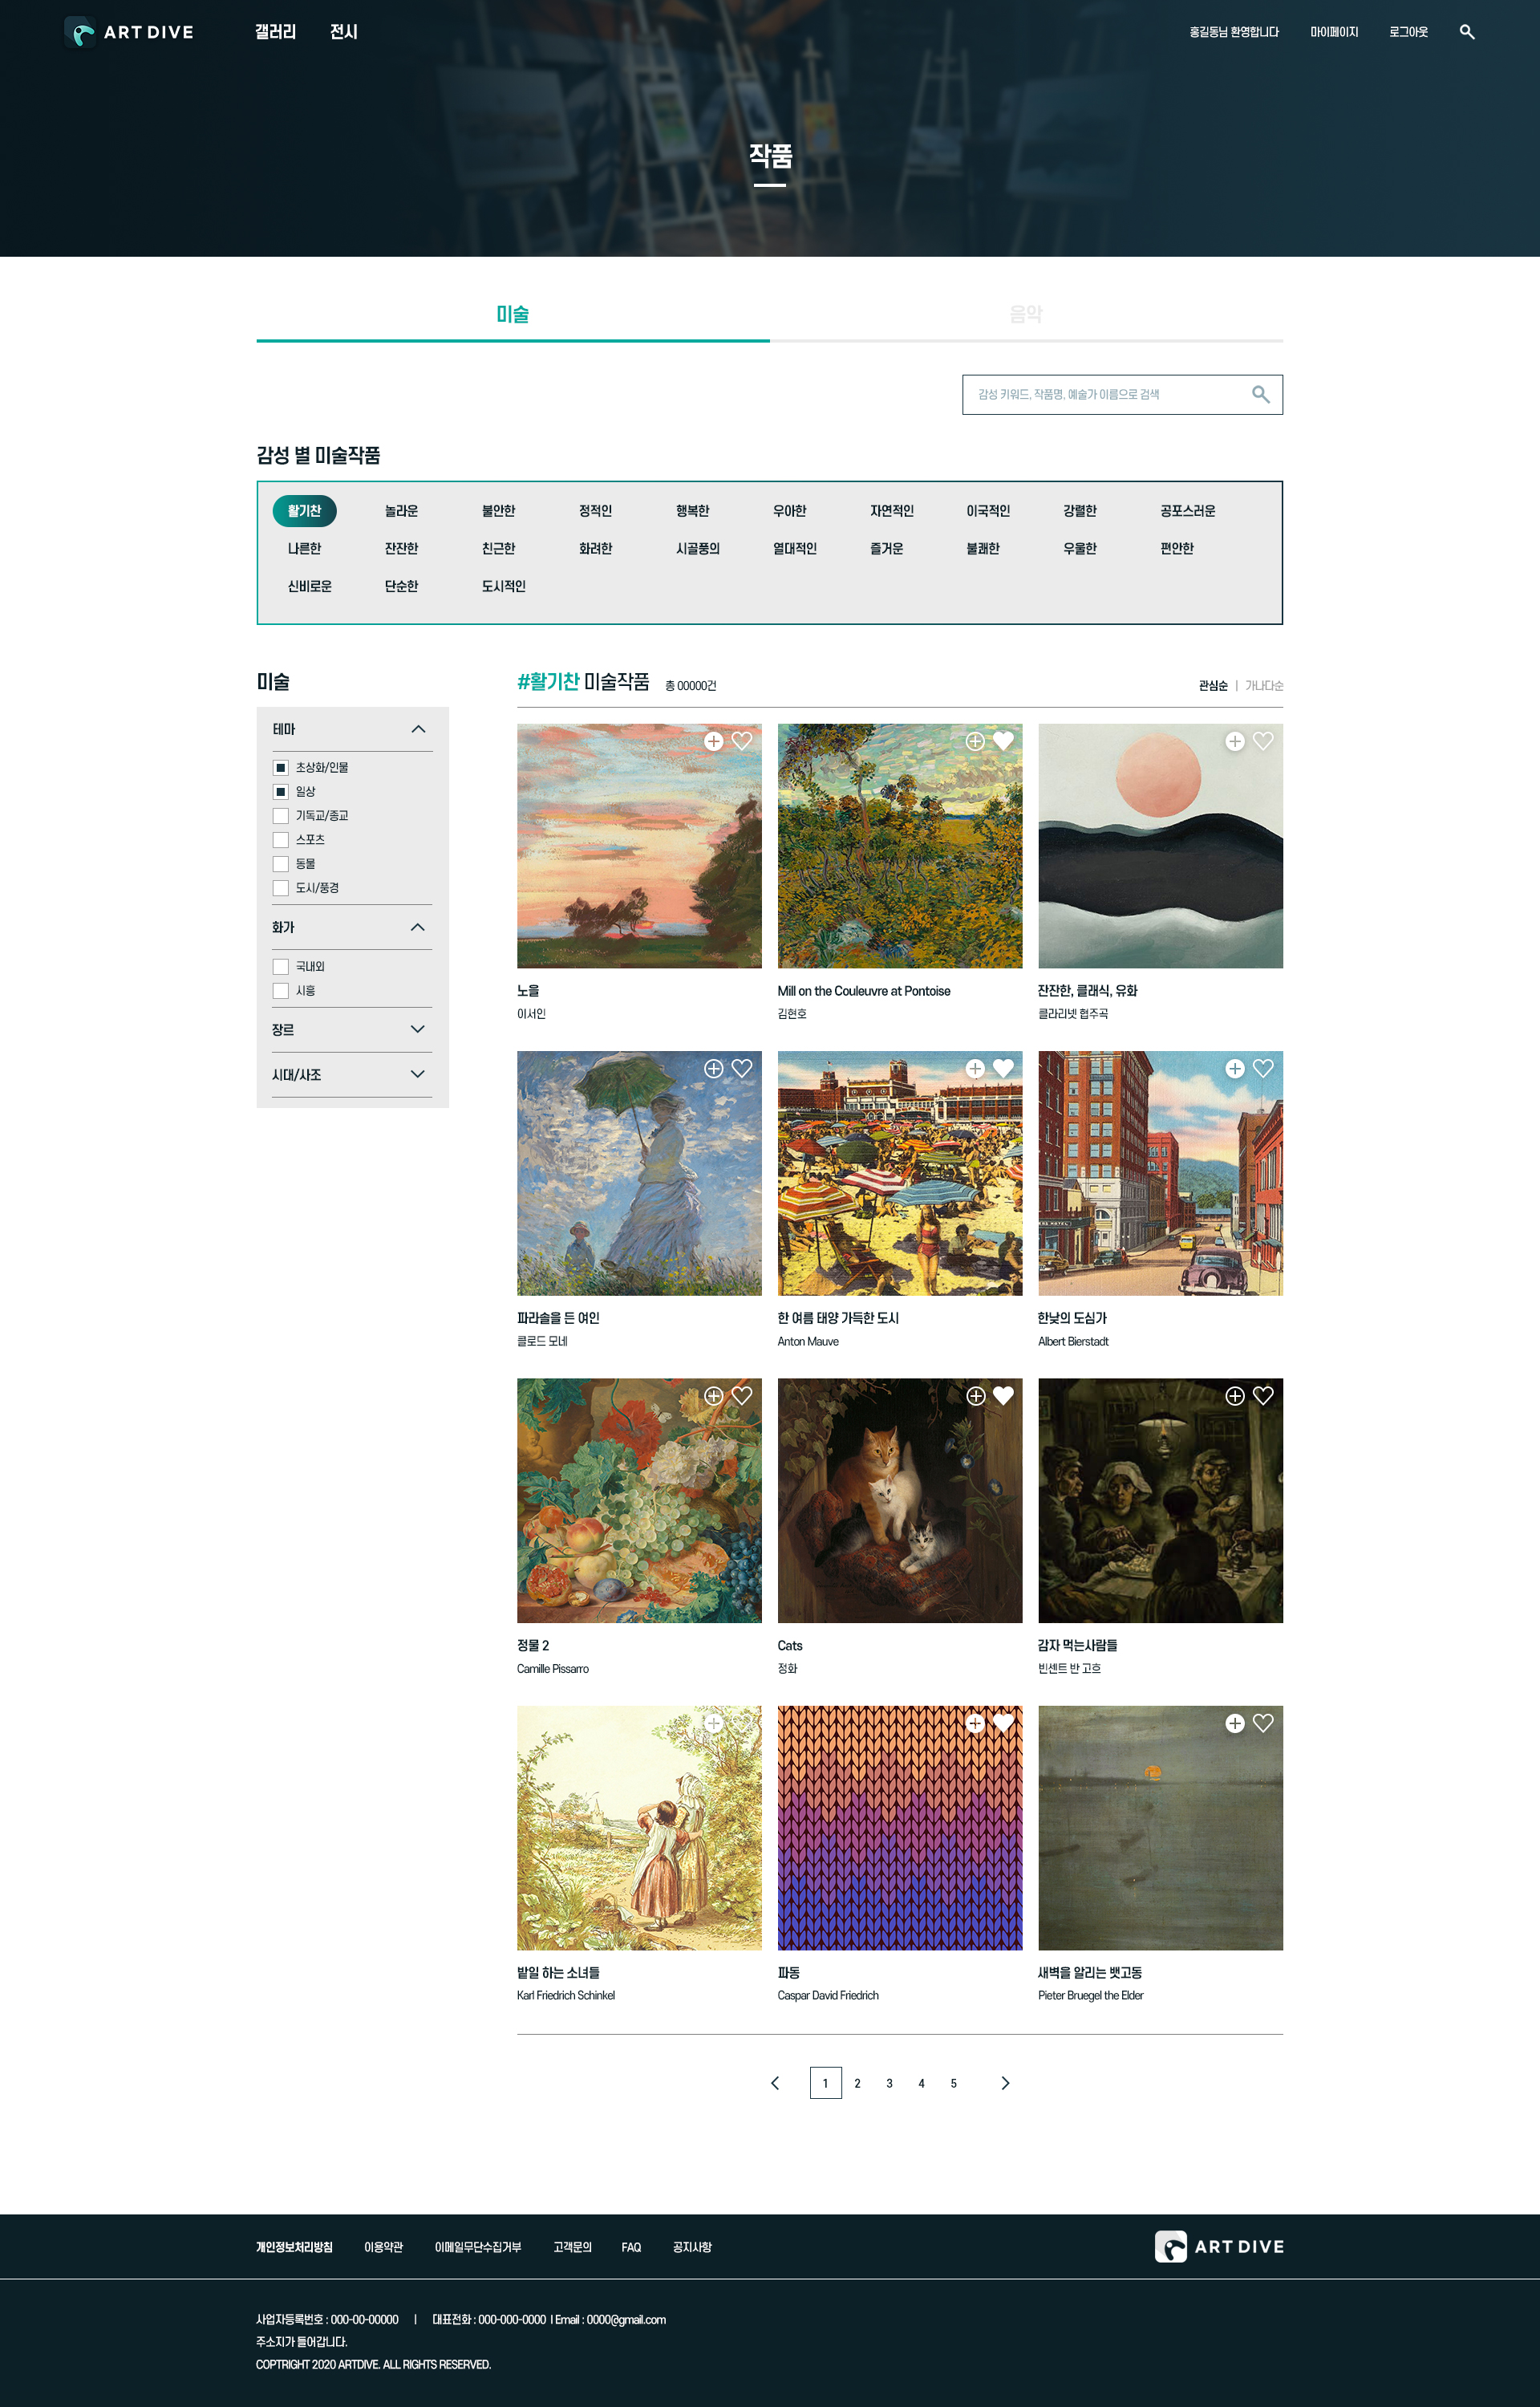 ART DIVE 갤러리 전시 홍길동님 환영합니다 마이페이지 로그아웃
작품
미술 음악
감성 키워드, 작품명, 예술가 이름으로 검색
감성 별 미술작품
활기찬 놀라운 불안한 정적인 행복한 우아한 자연적인 이국적인 강렬한 공포스러운
나른한 잔잔한 친근한 화려한 시골풍의 열대적인 즐거운 불쾌한 우울한 편안한
신비로운 단순한 도시적인
미술
테마
초상화/인물
일상
기독교/종교
스포츠
동물
도시/풍경
화가
국내외
시흥
장르
시대/사조
#활기찬 미술작품 총 00000건 관심순 | 가나다순
노을 Mill on the Couleuvre at Pontoise 잔잔한, 클래식, 유화
이서인 김현호 클라리넷 협주곡
파라솔을 든 여인 한 여름 태양 가득한 도시 한낮의 도심가
클로드 모네 Anton Mauve Albert Bierstadt
정물 2 Cats 감자 먹는사람들
Camille Pissarro 정화 빈센트 반 고흐
밭일 하는 소녀들 파동 새벽을 알리는 뱃고동
Karl Friedrich Schinkel Caspar David Friedrich Pieter Bruegel the Elder
1 2 3 4 5
개인정보처리방침 이용약관 이메일무단수집거부 고객문의 FAQ 공지사항 ART DIVE
사업자등록번호 : 000-00-00000 | 대표전화 : 000-000-0000 I Email : 0000@gmail.com
주소지가 들어갑니다.
COPTRIGHT 2020 ARTDIVE. ALL RIGHTS RESERVED.